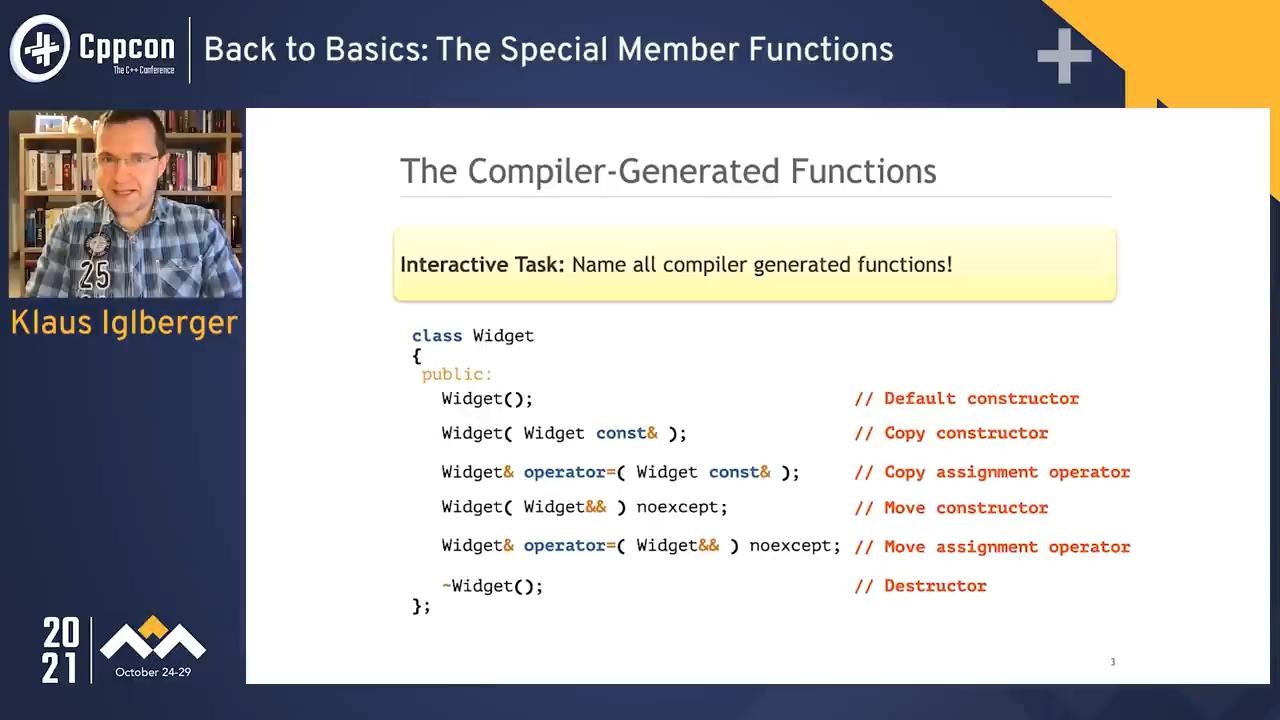 Cppcon
The C++ Conference
Back to Basics: The Special Member Functions
Klaus Iglberger
25
2021
October 24-29
The Compiler-Generated Functions
Interactive Task: Name all compiler generated functions!
class Widget
{
public:
Widget(); // Default constructor
Widget( Widget const& ); // Copy constructor
Widget& operator=( Widget const& ); // Copy assignment operator
Widget( Widget&& ) noexcept; // Move constructor
Widget& operator=( Widget&& ) noexcept; // Move assignment operator
~Widget(); // Destructor
};
3